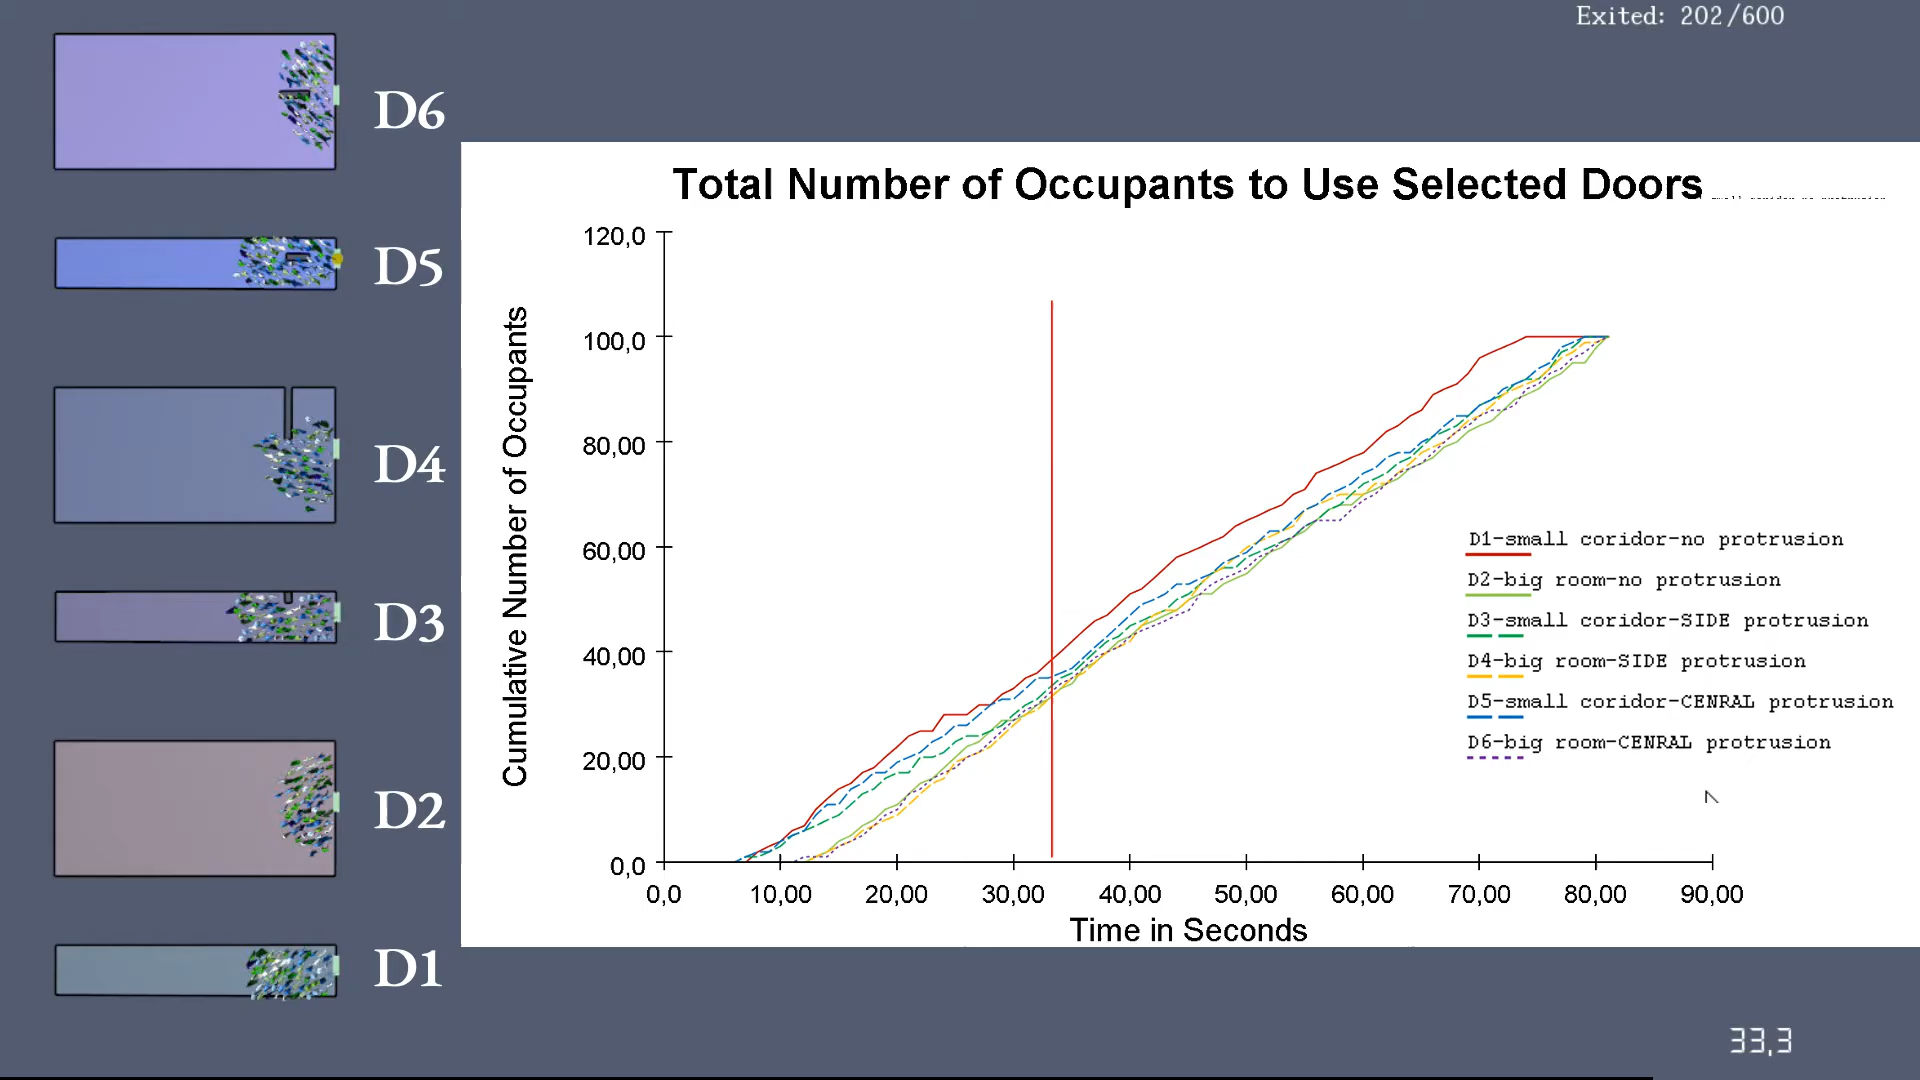 Exited: 202/600
D6
D5
D4
D3
D2
D1
Total Number of Occupants to Use Selected Doors
Cumulative Number of Occupants
120,0
100,0
80,00
60,00
40,00
20,00
0,0
0,0 10,00 20,00 30,00 40,00 50,00 60,00 70,00 80,00 90,00
Time in Seconds
D1-small coridor-no protrusion
D2-big room-no protrusion
D3-small coridor-SIDE protrusion
D4-big room-SIDE protrusion
D5-small coridor-CENRAL protrusion
D6-big room-CENRAL protrusion
33,3